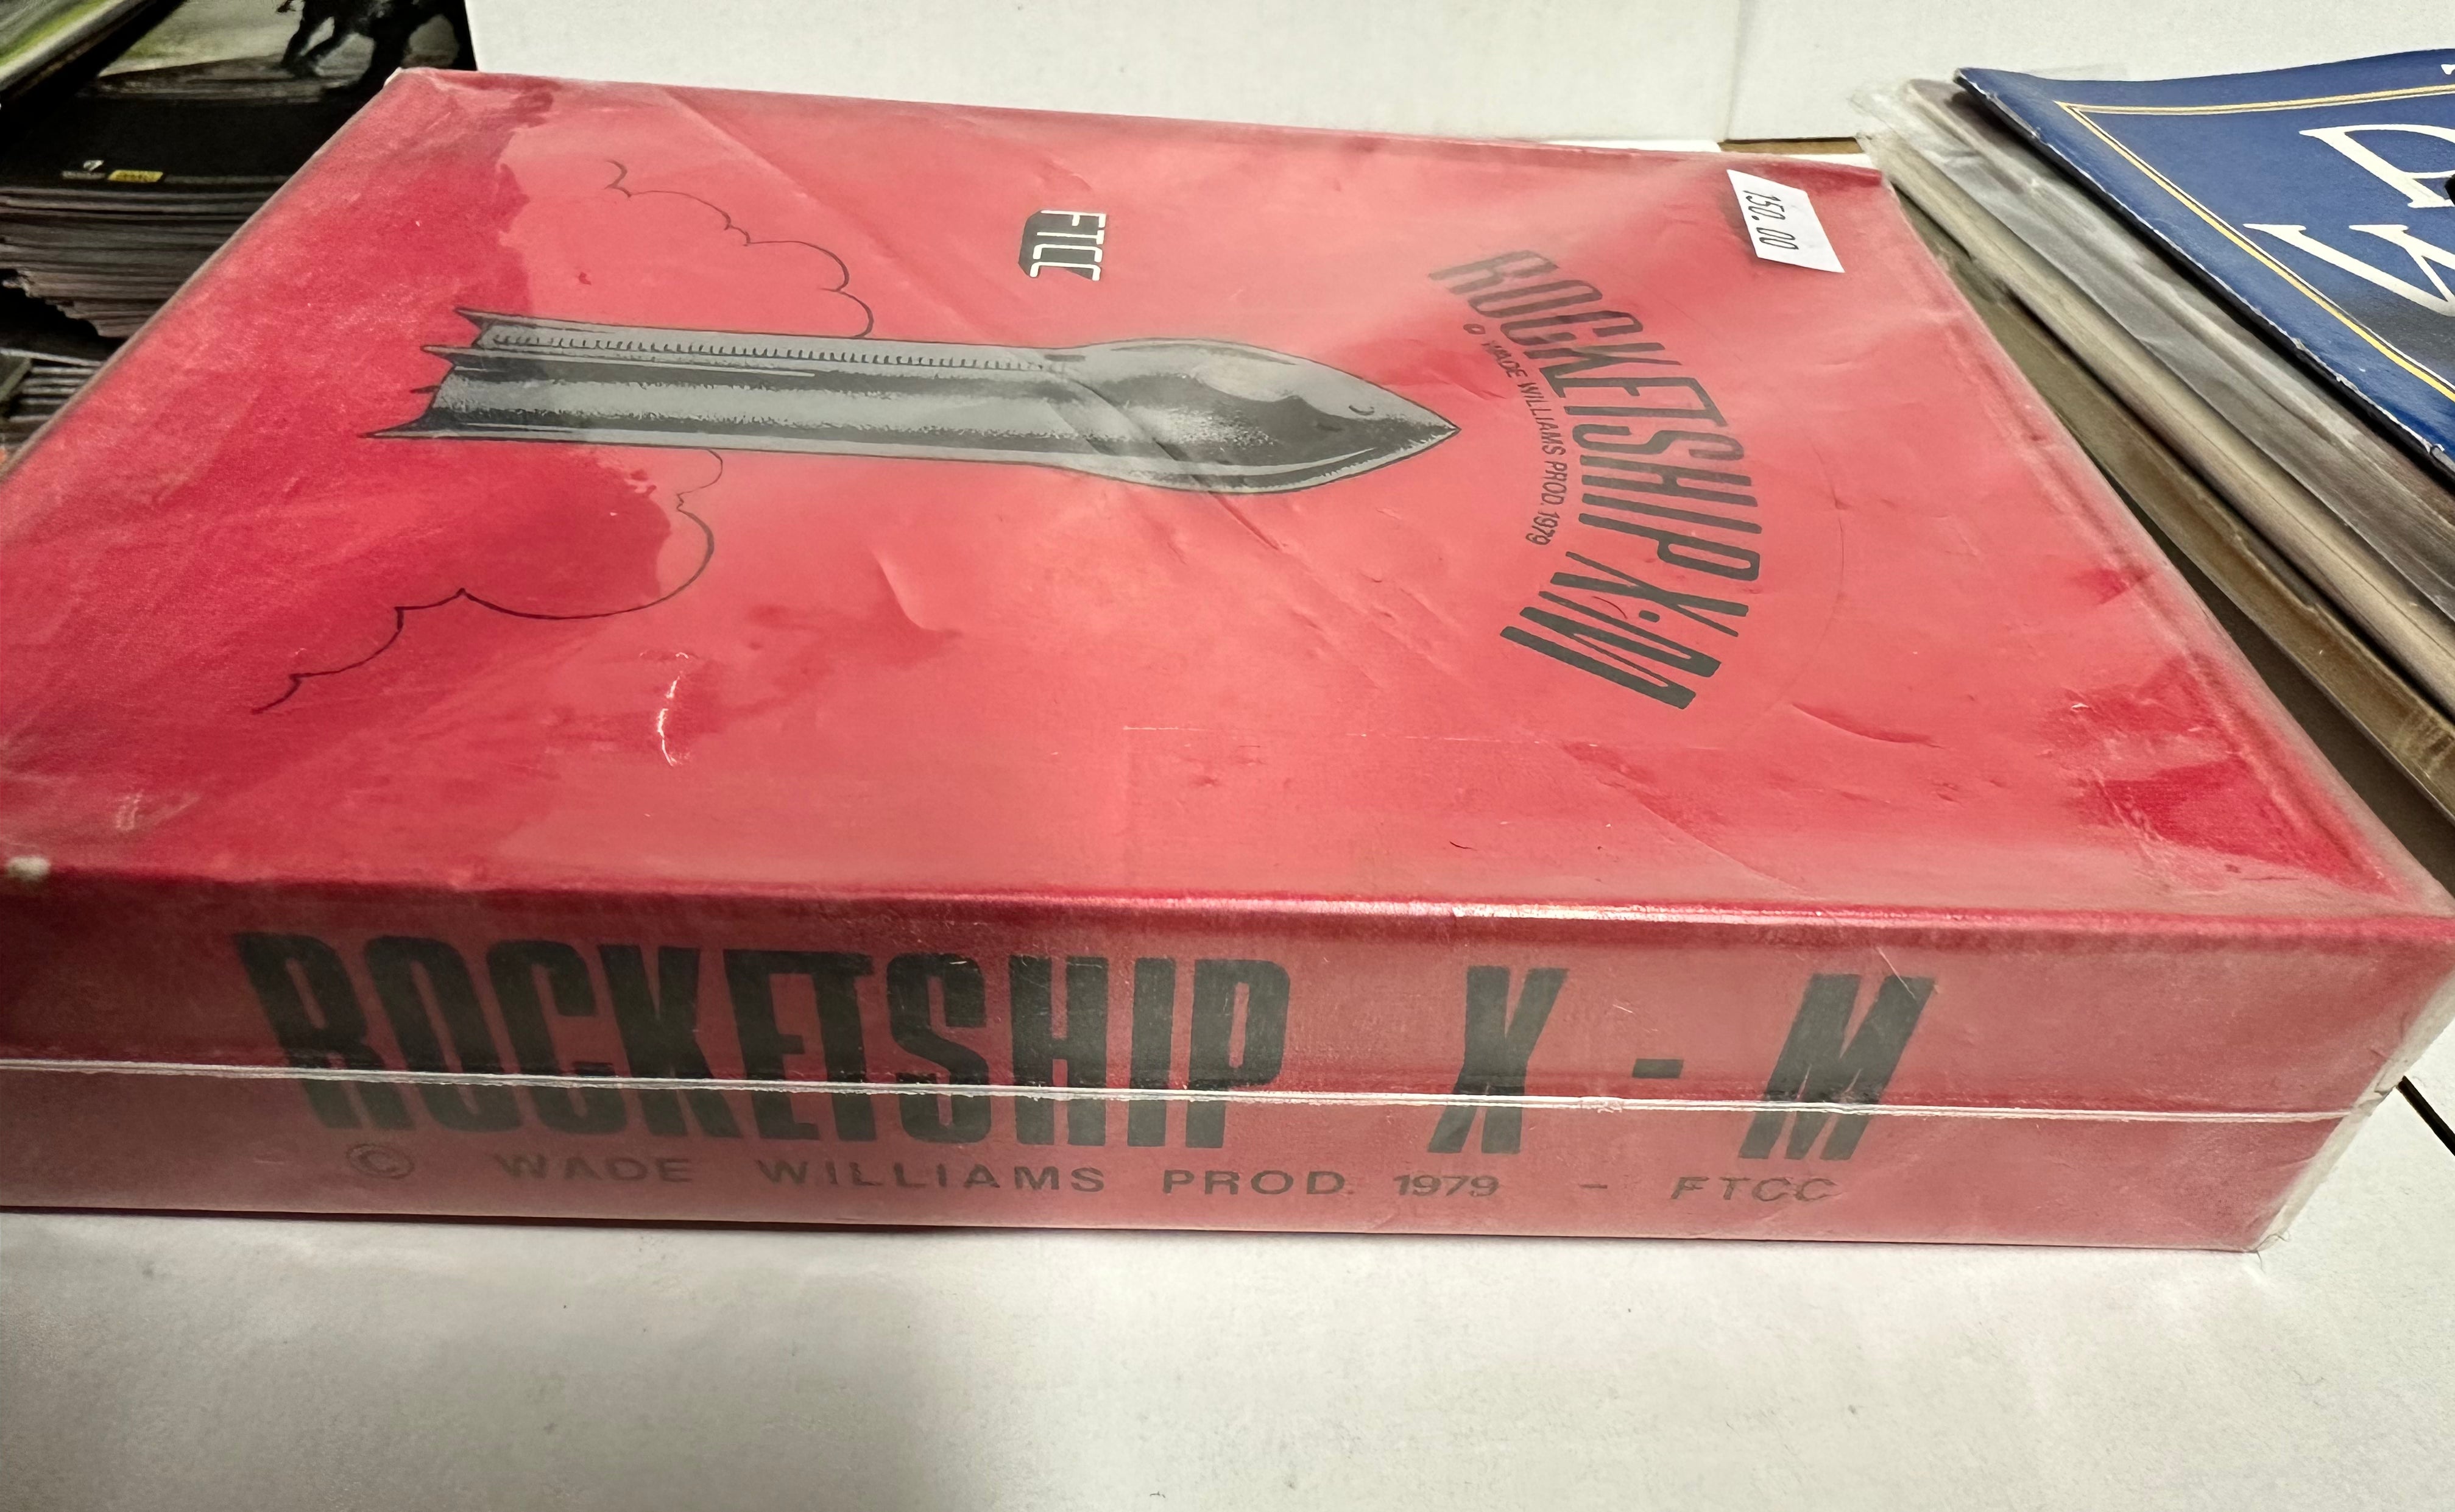 150.00
ROCKETSHIP X-M
© WADE WILLIAMS PROD. 1979
FTCC
ROCKETSHIP X-M
© WADE WILLIAMS PROD. 1979 - FTCC